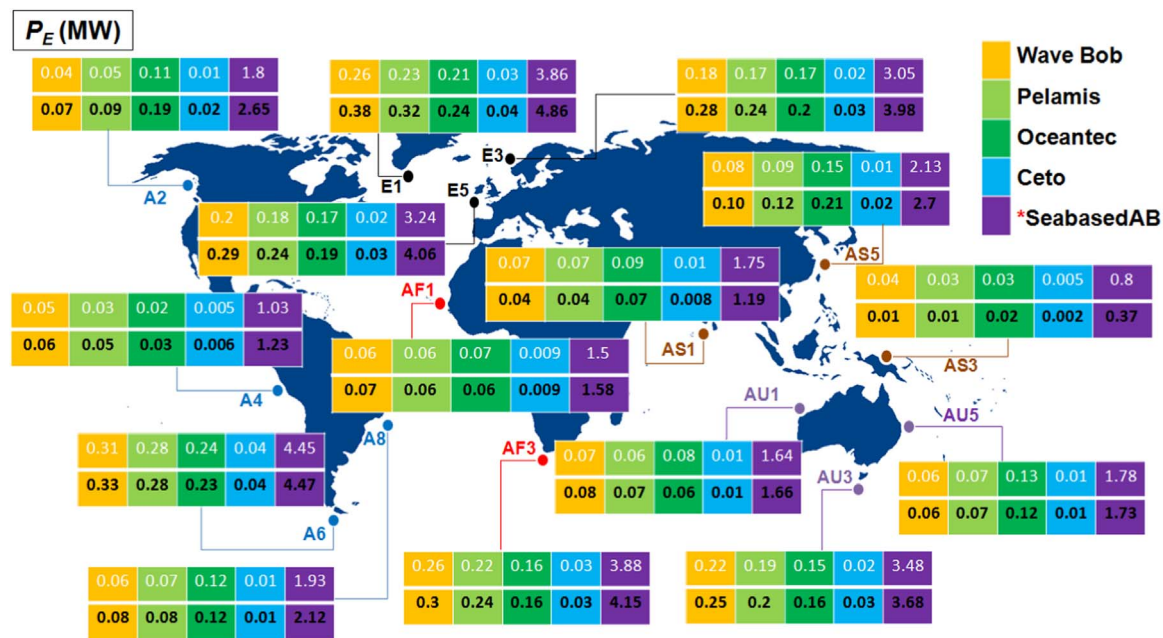 P_E (MW)
Wave Bob
Pelamis
Oceantec
Ceto
*SeabasedAB
0.04 0.05 0.11 0.01 1.8
0.07 0.09 0.19 0.02 2.65
A2
0.26 0.23 0.21 0.03 3.86
0.38 0.32 0.24 0.04 4.86
E1
0.18 0.17 0.17 0.02 3.05
0.28 0.24 0.2 0.03 3.98
E3
0.2 0.18 0.17 0.02 3.24
0.29 0.24 0.19 0.03 4.06
E5
0.08 0.09 0.15 0.01 2.13
0.10 0.12 0.21 0.02 2.7
AS5
0.07 0.07 0.09 0.01 1.75
0.04 0.04 0.07 0.008 1.19
AS1
0.04 0.03 0.03 0.005 0.8
0.01 0.01 0.02 0.002 0.37
AS3
0.05 0.03 0.02 0.005 1.03
0.06 0.05 0.03 0.006 1.23
A4
AF1
0.06 0.06 0.07 0.009 1.5
0.07 0.06 0.06 0.009 1.58
0.31 0.28 0.24 0.04 4.45
0.33 0.28 0.23 0.04 4.47
A6
A8
0.06 0.07 0.12 0.01 1.93
0.08 0.08 0.12 0.01 2.12
AF3
0.26 0.22 0.16 0.03 3.88
0.3 0.24 0.16 0.03 4.15
AU1
0.07 0.06 0.08 0.01 1.64
0.08 0.07 0.06 0.01 1.66
AU3
0.22 0.19 0.15 0.02 3.48
0.25 0.2 0.16 0.03 3.68
AU5
0.06 0.07 0.13 0.01 1.78
0.06 0.07 0.12 0.01 1.73